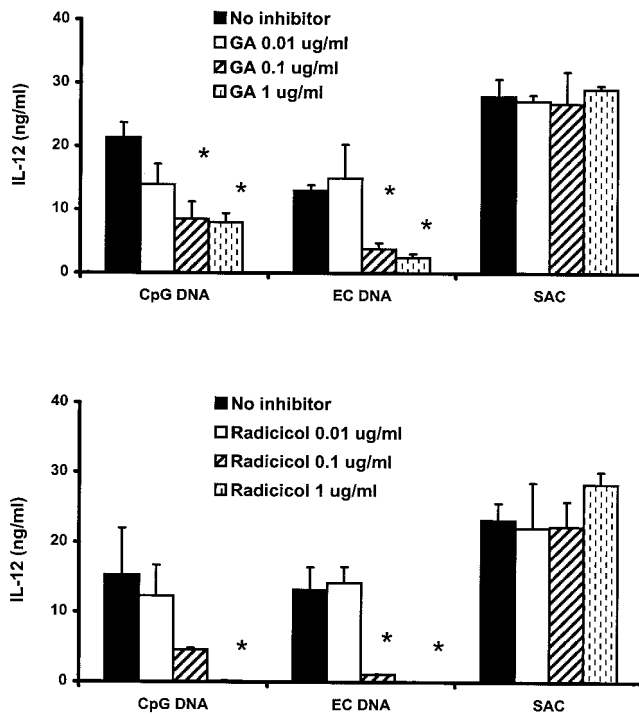 No inhibitor
GA 0.01 ug/ml
GA 0.1 ug/ml
GA 1 ug/ml
IL-12 (ng/ml)
40
30
20
10
0
* * * *
CpG DNA EC DNA SAC
No inhibitor
Radicicol 0.01 ug/ml
Radicicol 0.1 ug/ml
Radicicol 1 ug/ml
IL-12 (ng/ml)
40
30
20
10
0
* * *
CpG DNA EC DNA SAC